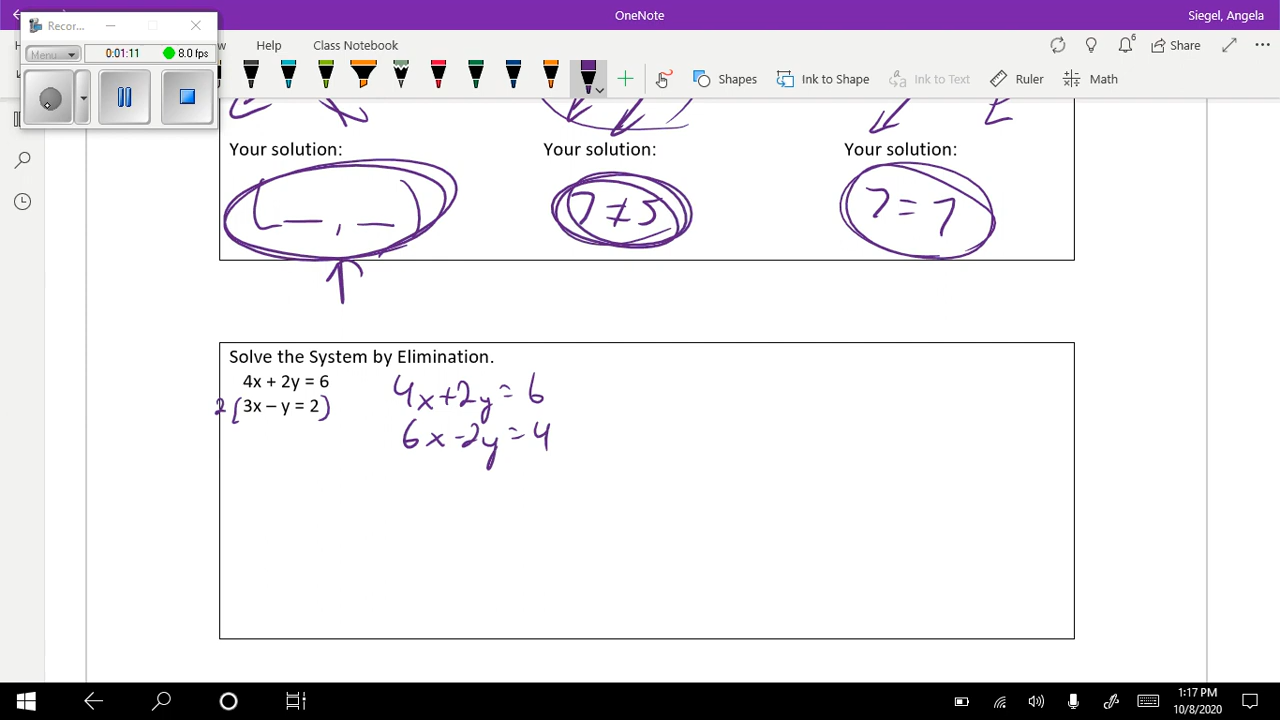 OneNote
Siegel, Angela
Recor...
Menu
0:01:11
8.0 fps
Help
Class Notebook
6
Share
Shapes
Ink to Shape
Ink to Text
Ruler
Math
Your solution:
Your solution:
Your solution:
( _ , _ )
7 ≠ 5
7 = 7
Solve the System by Elimination.
4x + 2y = 6
2(3x – y = 2)
4x+2y=6
6x-2y=4
1:17 PM
10/8/2020